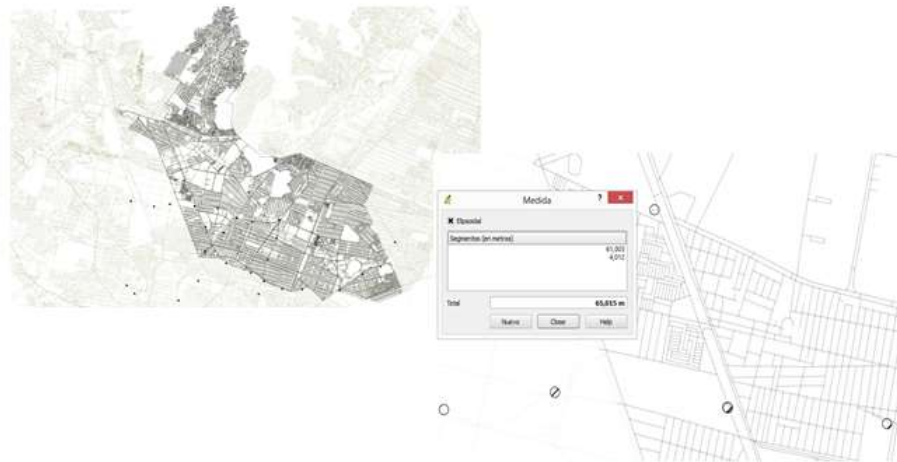 Medida
?
x
Elipsoidal
Segmentos [en metros]
61,003
4,012
Total
65,015 m
Nuevo
Close
Help